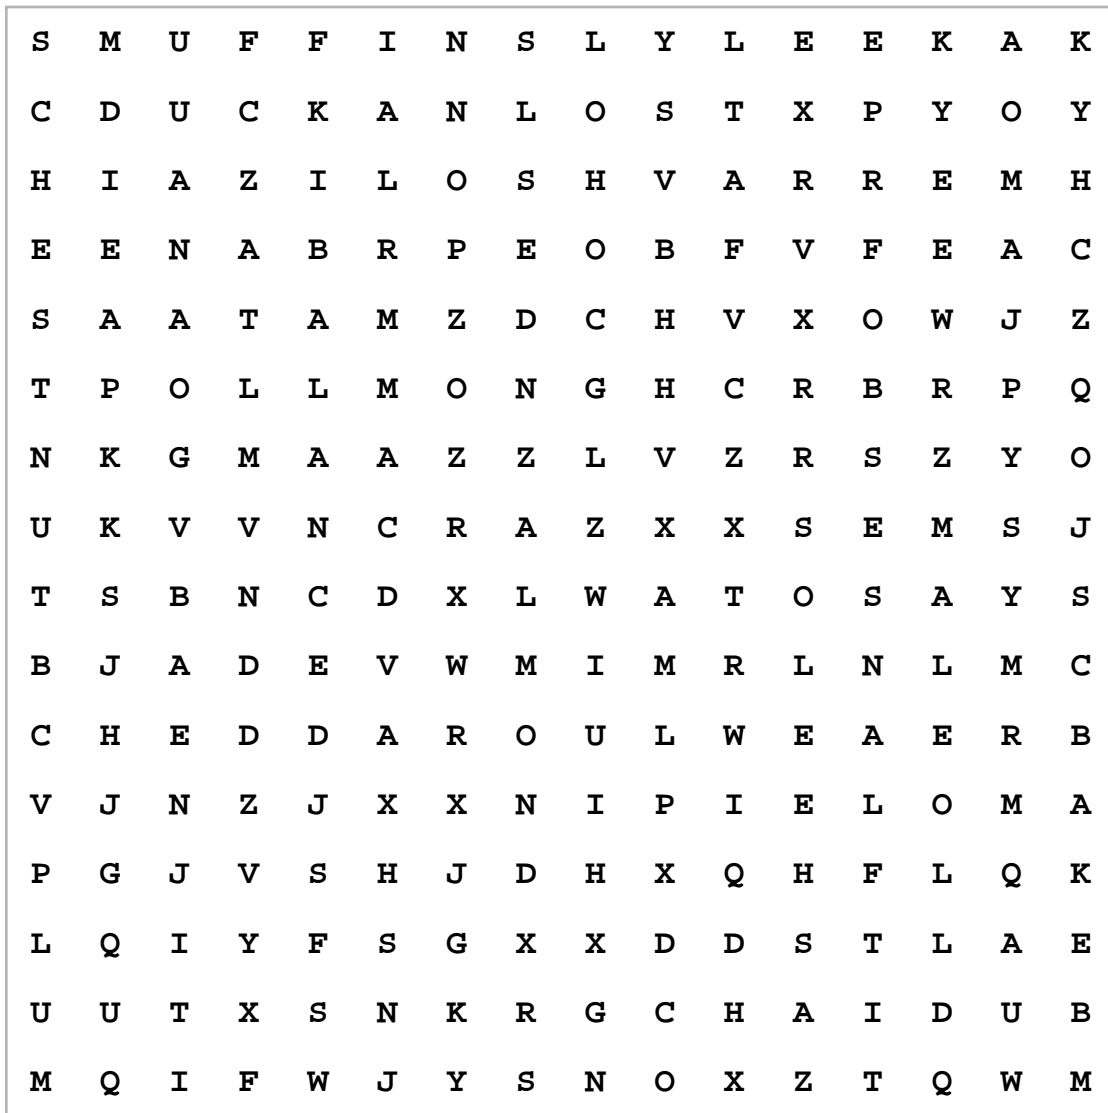 S M U F F I N S L Y L E E K A K
C D U C K A N L O S T X P Y O Y
H I A Z I L O S H V A R R E M H
E E N A B R P E O B F V F E A C
S A A T A M Z D C H V X O W J Z
T P O L L M O N G H C R B R P Q
N K G M A A Z Z L V Z R S Z Y O
U K V V N C R A Z X X S E M S J
T S B N C D X L W A T O S A Y S
B J A D E V W M I M R L N L M C
C H E D D A R O U L W E A E R B
V J N Z J X X N I P I E L O M A
P G J V S H J D H X Q H F L Q K
L Q I Y F S G X X D D S T L A E
U U T X S N K R G C H A I D U B
M Q I F W J Y S N O X Z T Q W M